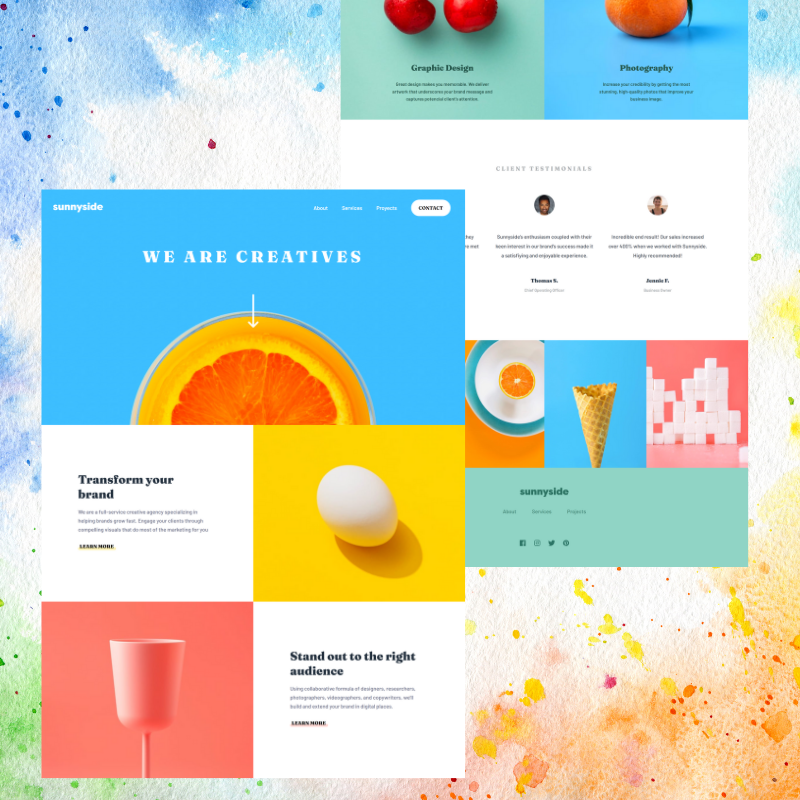 sunnyside
About
Services
Projects
CONTACT
WE ARE CREATIVES
Transform your
brand
We are a full-service creative agency specializing in
helping brands grow fast. Engage your clients through
compelling visuals that do most of the marketing for you
LEARN MORE
Stand out to the right
audience
Using collaborative formula of designers, researchers,
photographers, videographers, and copywriters, we'll
build and extend your brand in digital places.
LEARN MORE
Graphic Design
Great design makes you memorable. We deliver
artwork that underscores your brand message and
captures potential client's attention.
Photography
Increase your credibility by getting the most
stunning, high-quality photos that improve your
business image.
CLIENT TESTIMONIALS
they
rs met
Sunnyside's enthusiasm coupled with their
keen interest in our brand's success made it
a satisfying and enjoyable experience.
Thomas S.
Chief Operating Officer
Incredible end result! Our sales increased
over 400% when we worked with Sunnyside.
Highly recommended!
Jennie F.
Business Owner
sunnyside
About
Services
Projects